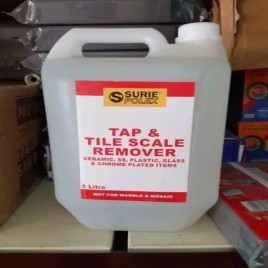 SURIE
POLEX
TAP &
TILE SCALE
REMOVER
CERAMIC, SS, PLASTIC, GLASS
& CHROME PLATED ITEMS
5 Litre
NOT FOR MARBLE & MOSAIC